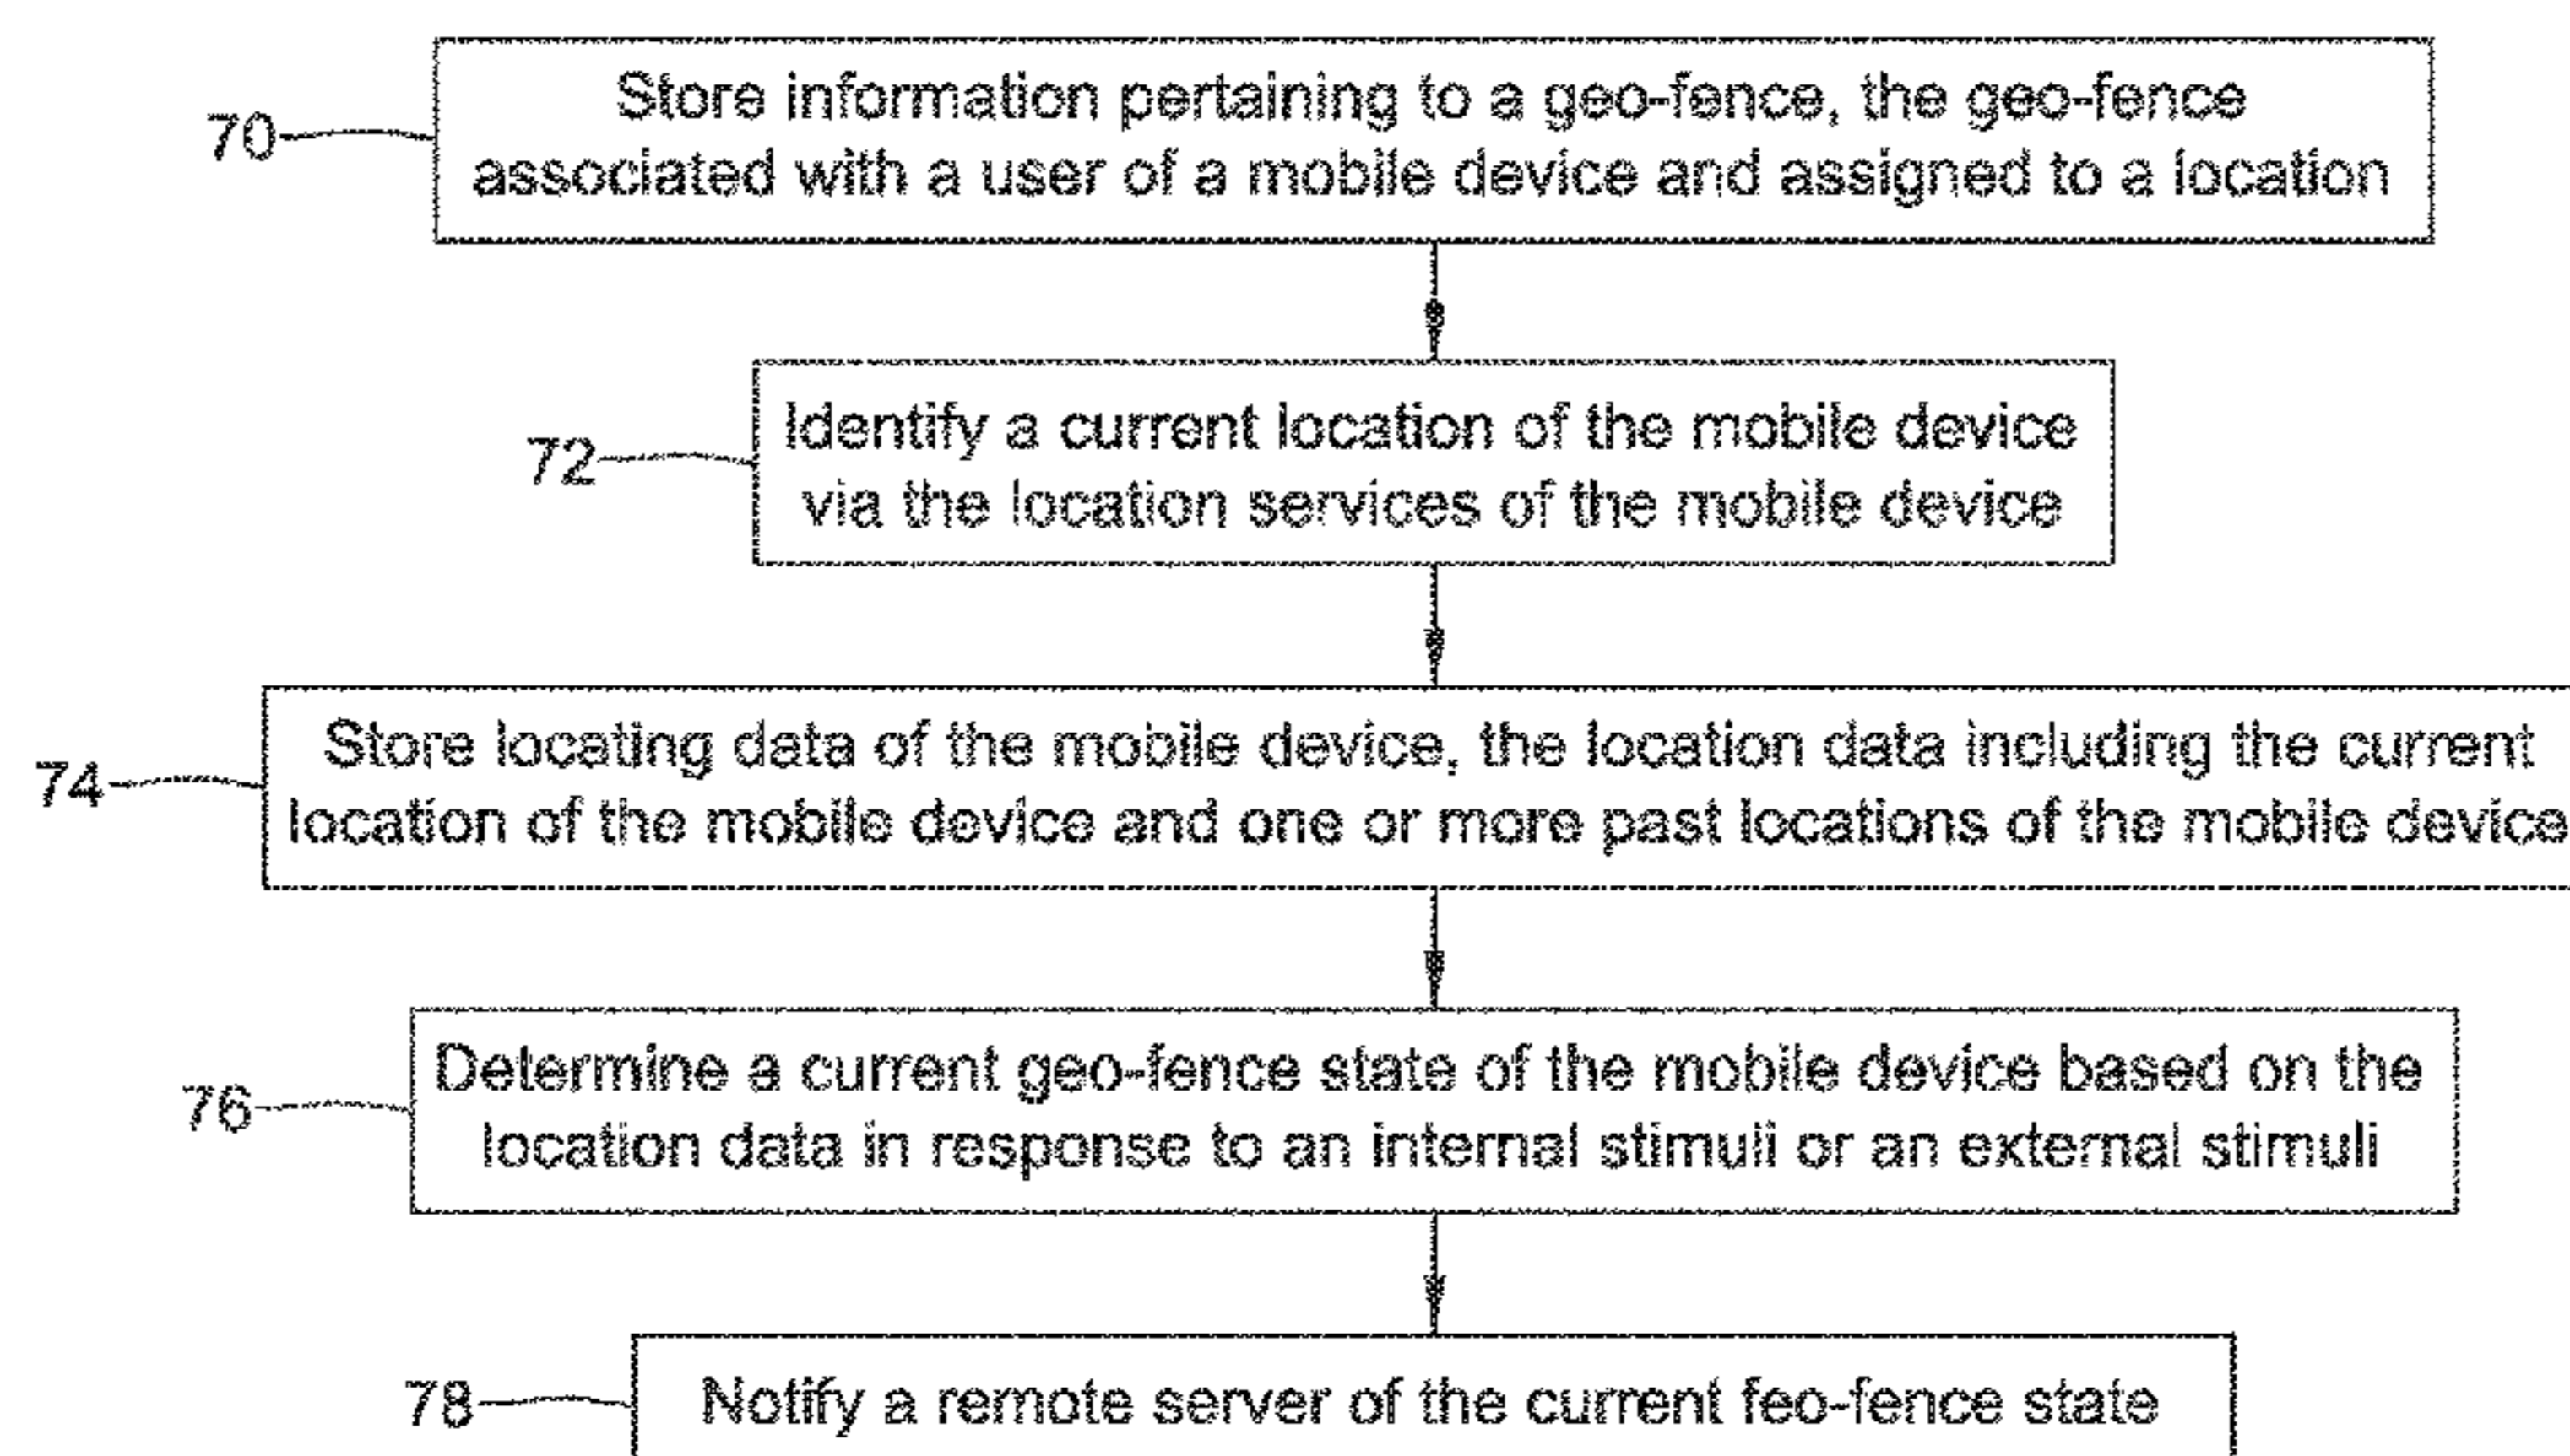 70
Store information pertaining to a geo-fence, the geo-fence
associated with a user of a mobile device and assigned to a location
72
Identify a current location of the mobile device
via the location services of the mobile device
74
Store locating data of the mobile device, the location data including the current
location of the mobile device and one or more past locations of the mobile device
76
Determine a current geo-fence state of the mobile device based on the
location data in response to an internal stimuli or an external stimuli
78
Notify a remote server of the current feo-fence state